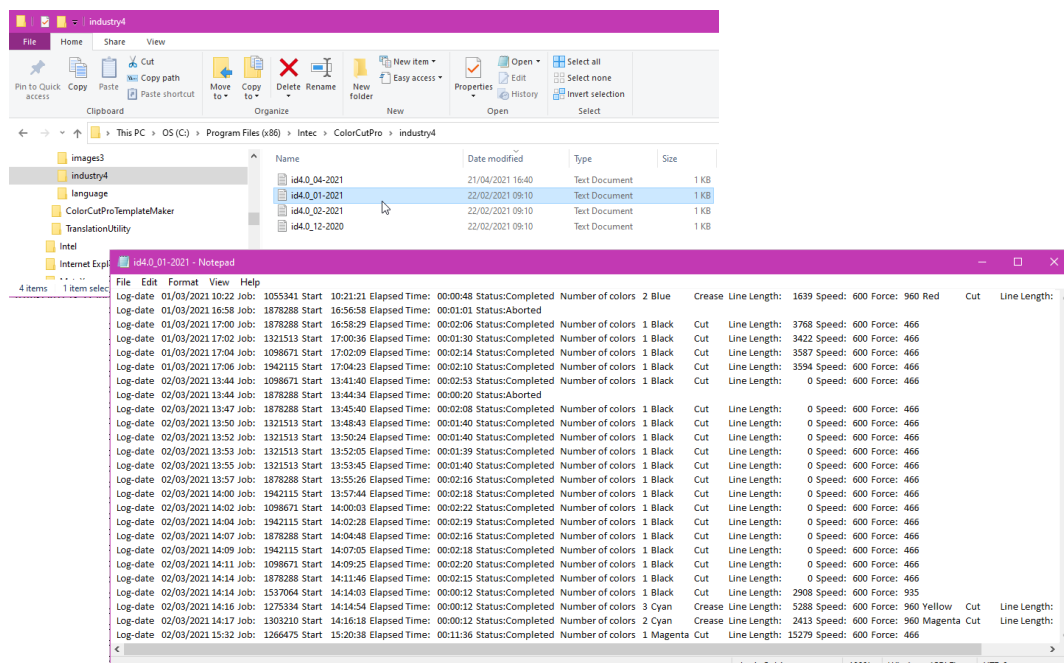 industry4
File Home Share View
Pin to Quick access Copy Paste Cut Copy path Paste shortcut Move to Copy to Delete Rename New folder New item Easy access Properties Open Edit History Select all Select none Invert selection
Clipboard Organize New Open Select
This PC > OS (C:) > Program Files (x86) > Intec > ColorCutPro > industry4
images3
industry4
language
ColorCutProTemplateMaker
TranslationUtility
Intel
Internet Expl
4 items 1 item selec
Name Date modified Type Size
id4.0_04-2021 21/04/2021 16:40 Text Document 1 KB
id4.0_01-2021 22/02/2021 09:10 Text Document 1 KB
id4.0_02-2021 22/02/2021 09:10 Text Document 1 KB
id4.0_12-2020 22/02/2021 09:10 Text Document 1 KB
id4.0_01-2021 - Notepad
File Edit Format View Help
Log-date 01/03/2021 10:22 Job: 1055341 Start 10:21:21 Elapsed Time: 00:00:48 Status:Completed Number of colors 2 Blue Crease Line Length: 1639 Speed: 600 Force: 960 Red Cut Line Length:
Log-date 01/03/2021 16:58 Job: 1878288 Start 16:56:58 Elapsed Time: 00:01:01 Status:Aborted
Log-date 01/03/2021 17:00 Job: 1878288 Start 16:58:29 Elapsed Time: 00:02:06 Status:Completed Number of colors 1 Black Cut Line Length: 3768 Speed: 600 Force: 466
Log-date 01/03/2021 17:02 Job: 1321513 Start 17:00:36 Elapsed Time: 00:01:30 Status:Completed Number of colors 1 Black Cut Line Length: 3422 Speed: 600 Force: 466
Log-date 01/03/2021 17:04 Job: 1098671 Start 17:02:09 Elapsed Time: 00:02:14 Status:Completed Number of colors 1 Black Cut Line Length: 3587 Speed: 600 Force: 466
Log-date 01/03/2021 17:06 Job: 1942115 Start 17:04:23 Elapsed Time: 00:02:10 Status:Completed Number of colors 1 Black Cut Line Length: 3594 Speed: 600 Force: 466
Log-date 02/03/2021 13:44 Job: 1098671 Start 13:41:40 Elapsed Time: 00:02:53 Status:Completed Number of colors 1 Black Cut Line Length: 0 Speed: 600 Force: 466
Log-date 02/03/2021 13:44 Job: 1878288 Start 13:44:34 Elapsed Time: 00:00:20 Status:Aborted
Log-date 02/03/2021 13:47 Job: 1878288 Start 13:45:40 Elapsed Time: 00:02:08 Status:Completed Number of colors 1 Black Cut Line Length: 0 Speed: 600 Force: 466
Log-date 02/03/2021 13:50 Job: 1321513 Start 13:48:43 Elapsed Time: 00:01:40 Status:Completed Number of colors 1 Black Cut Line Length: 0 Speed: 600 Force: 466
Log-date 02/03/2021 13:52 Job: 1321513 Start 13:50:24 Elapsed Time: 00:01:40 Status:Completed Number of colors 1 Black Cut Line Length: 0 Speed: 600 Force: 466
Log-date 02/03/2021 13:53 Job: 1321513 Start 13:52:05 Elapsed Time: 00:01:39 Status:Completed Number of colors 1 Black Cut Line Length: 0 Speed: 600 Force: 466
Log-date 02/03/2021 13:55 Job: 1321513 Start 13:53:45 Elapsed Time: 00:01:40 Status:Completed Number of colors 1 Black Cut Line Length: 0 Speed: 600 Force: 466
Log-date 02/03/2021 13:57 Job: 1878288 Start 13:55:26 Elapsed Time: 00:02:16 Status:Completed Number of colors 1 Black Cut Line Length: 0 Speed: 600 Force: 466
Log-date 02/03/2021 14:00 Job: 1942115 Start 13:57:44 Elapsed Time: 00:02:18 Status:Completed Number of colors 1 Black Cut Line Length: 0 Speed: 600 Force: 466
Log-date 02/03/2021 14:02 Job: 1098671 Start 14:00:03 Elapsed Time: 00:02:22 Status:Completed Number of colors 1 Black Cut Line Length: 0 Speed: 600 Force: 466
Log-date 02/03/2021 14:04 Job: 1942115 Start 14:02:28 Elapsed Time: 00:02:19 Status:Completed Number of colors 1 Black Cut Line Length: 0 Speed: 600 Force: 466
Log-date 02/03/2021 14:07 Job: 1878288 Start 14:04:48 Elapsed Time: 00:02:16 Status:Completed Number of colors 1 Black Cut Line Length: 0 Speed: 600 Force: 466
Log-date 02/03/2021 14:09 Job: 1942115 Start 14:07:05 Elapsed Time: 00:02:18 Status:Completed Number of colors 1 Black Cut Line Length: 0 Speed: 600 Force: 466
Log-date 02/03/2021 14:11 Job: 1098671 Start 14:09:25 Elapsed Time: 00:02:20 Status:Completed Number of colors 1 Black Cut Line Length: 0 Speed: 600 Force: 466
Log-date 02/03/2021 14:14 Job: 1878288 Start 14:11:46 Elapsed Time: 00:02:15 Status:Completed Number of colors 1 Black Cut Line Length: 0 Speed: 600 Force: 466
Log-date 02/03/2021 14:14 Job: 1537064 Start 14:14:03 Elapsed Time: 00:00:12 Status:Completed Number of colors 1 Black Cut Line Length: 2908 Speed: 600 Force: 935
Log-date 02/03/2021 14:16 Job: 1275334 Start 14:14:54 Elapsed Time: 00:00:12 Status:Completed Number of colors 3 Cyan Crease Line Length: 5288 Speed: 600 Force: 960 Yellow Cut Line Length:
Log-date 02/03/2021 14:17 Job: 1303210 Start 14:16:18 Elapsed Time: 00:00:12 Status:Completed Number of colors 2 Cyan Crease Line Length: 2413 Speed: 600 Force: 960 Magenta Cut Line Length:
Log-date 02/03/2021 15:32 Job: 1266475 Start 15:20:38 Elapsed Time: 00:11:36 Status:Completed Number of colors 1 Magenta Cut Line Length: 15279 Speed: 600 Force: 466